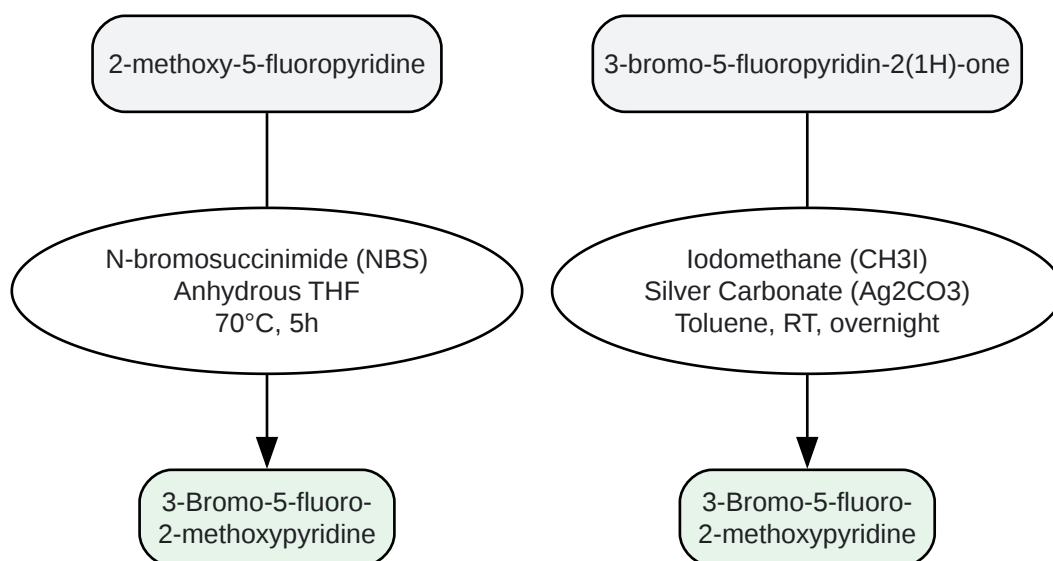 2-methoxy-5-fluoropyridine
N-bromosuccinimide (NBS)
Anhydrous THF
70°C, 5h
3-Bromo-5-fluoro-
2-methoxypyridine
3-bromo-5-fluoropyridin-2(1H)-one
Iodomethane (CH3I)
Silver Carbonate (Ag2CO3)
Toluene, RT, overnight
3-Bromo-5-fluoro-
2-methoxypyridine